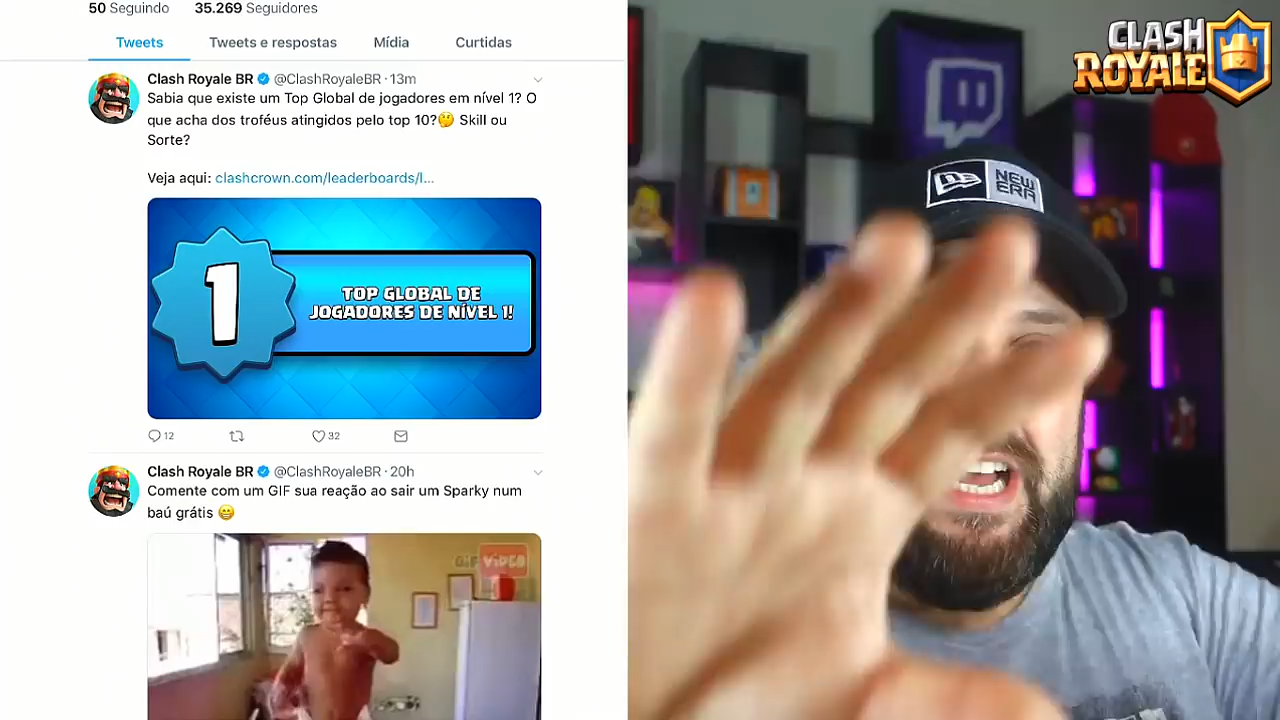 50 Seguindo 35.269 Seguidores
Tweets Tweets e respostas Mídia Curtidas
Clash Royale BR @ClashRoyaleBR · 13m
Sabia que existe um Top Global de jogadores em nível 1? O
que acha dos troféus atingidos pelo top 10?🤔 Skill ou
Sorte?
Veja aqui: clashcrown.com/leaderboards/l...
1
TOP GLOBAL DE
JOGADORES DE NÍVEL 1!
12 32
Clash Royale BR @ClashRoyaleBR · 20h
Comente com um GIF sua reação ao sair um Sparky num
baú grátis 😀
GIF VÍDEO
CLASH
ROYALE
NEW
ERA